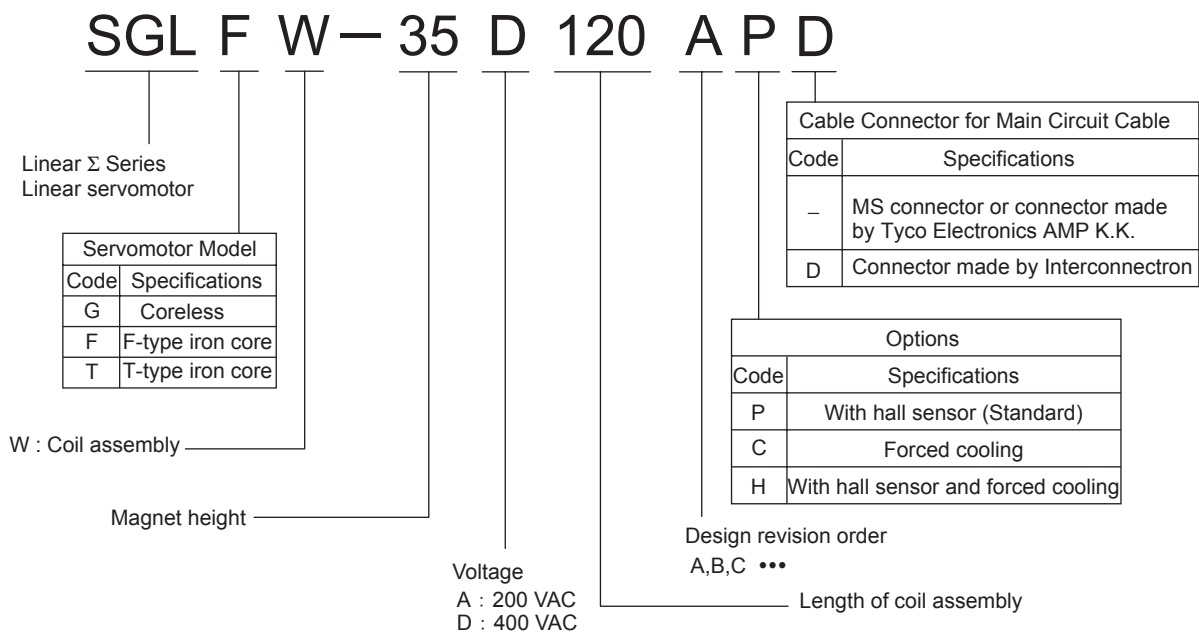 SGL F W－35 D 120 A P D
Linear Σ Series
Linear servomotor
Servomotor Model
Code Specifications
G Coreless
F F-type iron core
T T-type iron core
W : Coil assembly
Magnet height
Voltage
A : 200 VAC
D : 400 VAC
Cable Connector for Main Circuit Cable
Code Specifications
− MS connector or connector made
by Tyco Electronics AMP K.K.
D Connector made by Interconnectron
Options
Code Specifications
P With hall sensor (Standard)
C Forced cooling
H With hall sensor and forced cooling
Design revision order
A,B,C •••
Length of coil assembly